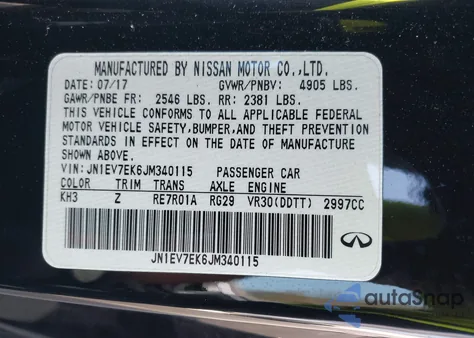 MANUFACTURED BY NISSAN MOTOR CO.,LTD.
DATE: 07/17 GVWR/PNBV: 4905 LBS.
GAWR/PNBE FR: 2546 LBS. RR: 2381 LBS.
THIS VEHICLE CONFORMS TO ALL APPLICABLE FEDERAL
MOTOR VEHICLE SAFETY,BUMPER,AND THEFT PREVENTION
STANDARDS IN EFFECT ON THE DATE OF MANUFACTURE
SHOWN ABOVE.
VIN: JN1EV7EK6JM340115 PASSENGER CAR
COLOR TRIM TRANS AXLE ENGINE
KH3 Z RE7R01A RG29 VR30(DDTT) 2997CC
JN1EV7EK6JM340115
autoSnap